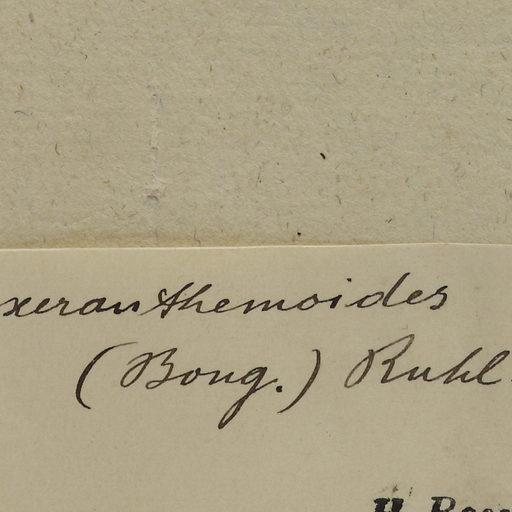 xeranthemoides
(Bong.) Ruhl
H.